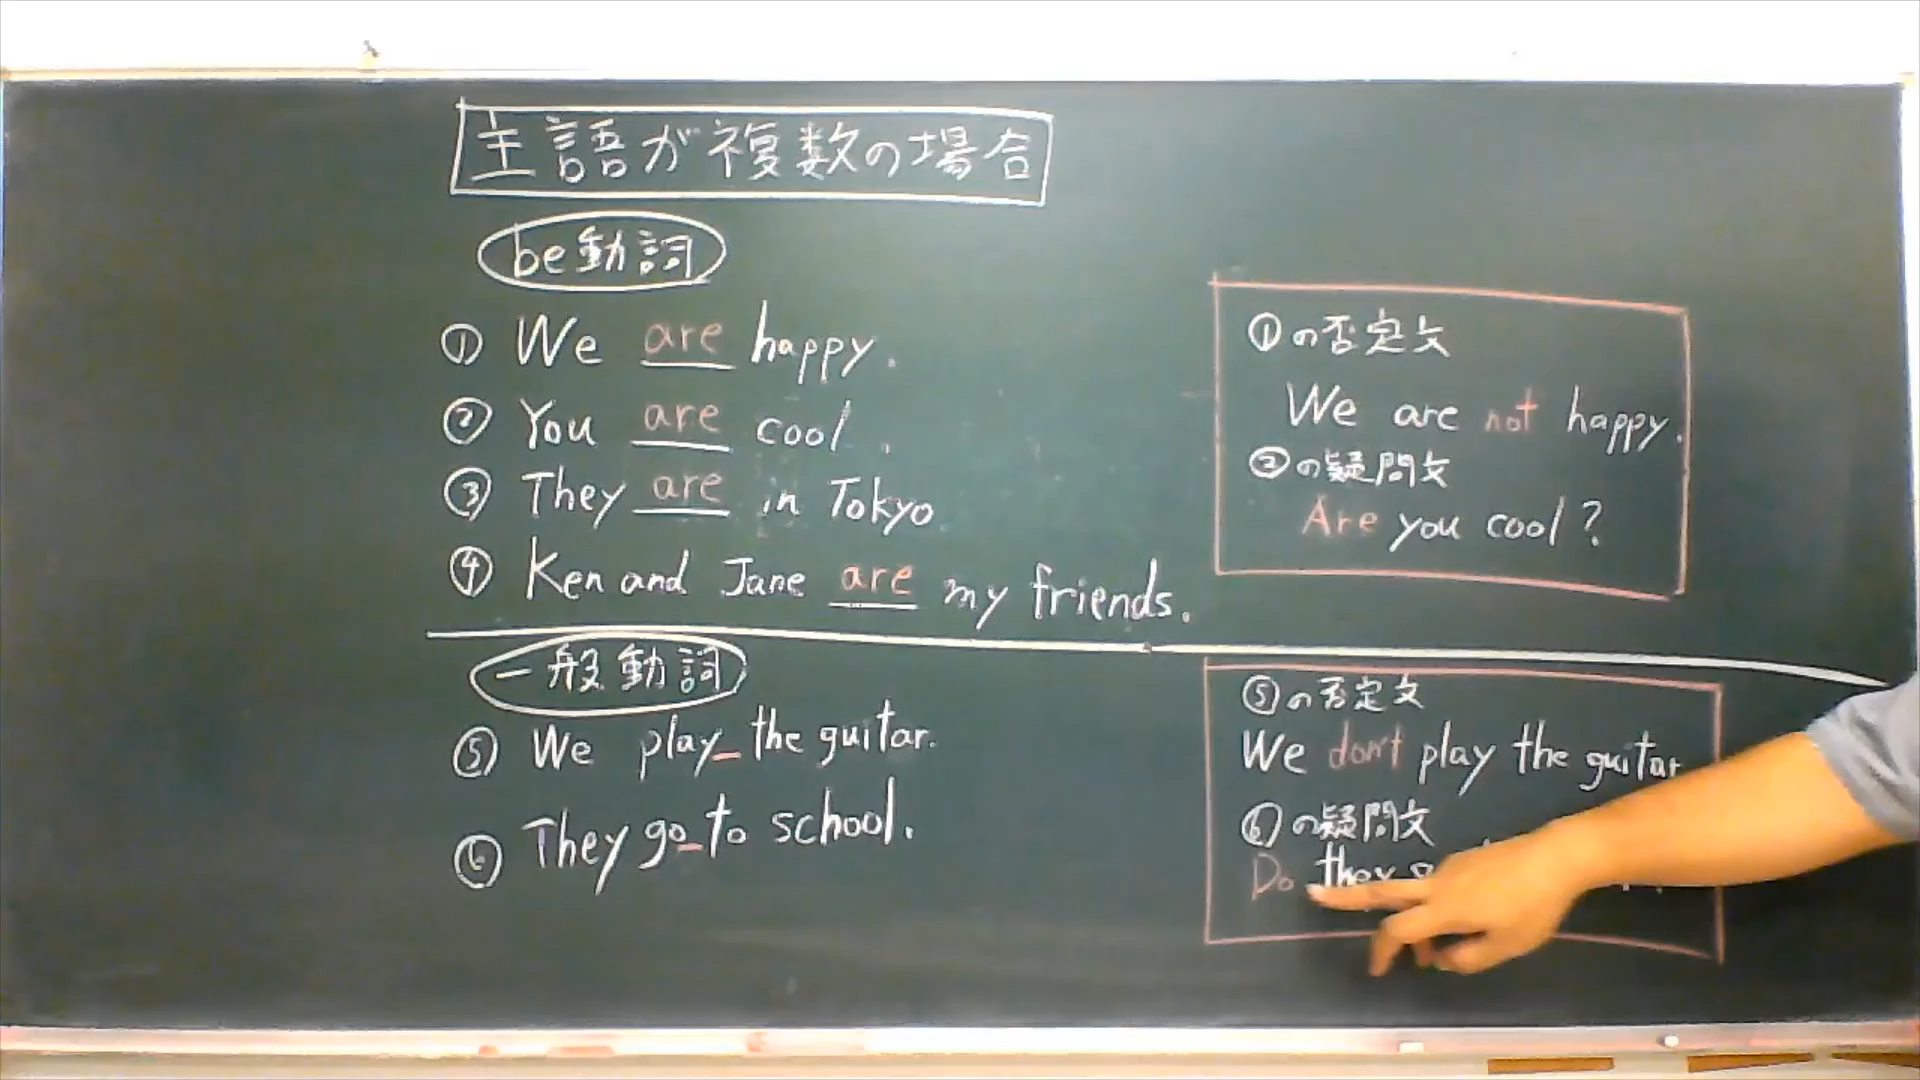 主語が複数の場合
be動詞
① We are happy.
② You are cool.
③ They are in Tokyo
④ Ken and Jane are my friends.
一般動詞
⑤ We play the guitar.
⑥ They go to school.
①の否定文
We are not happy.
②の疑問文
Are you cool?
⑤の否定文
We don't play the guitar
⑥の疑問文
Do they